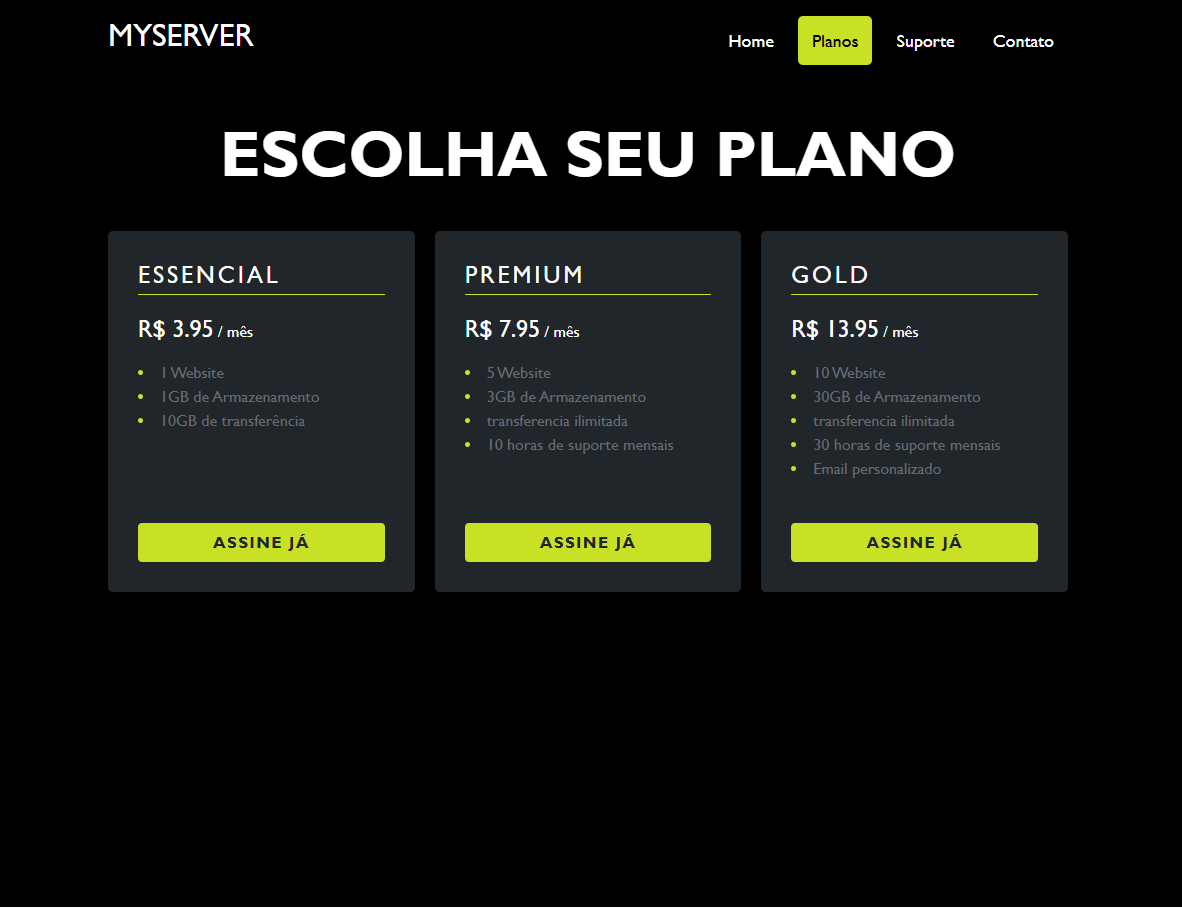 MYSERVER
Home Planos Suporte Contato
ESCOLHA SEU PLANO
ESSENCIAL
R$ 3.95 / mês
1 Website
1GB de Armazenamento
10GB de transferência
ASSINE JÁ
PREMIUM
R$ 7.95 / mês
5 Website
3GB de Armazenamento
transferencia ilimitada
10 horas de suporte mensais
ASSINE JÁ
GOLD
R$ 13.95 / mês
10 Website
30GB de Armazenamento
transferencia ilimitada
30 horas de suporte mensais
Email personalizado
ASSINE JÁ